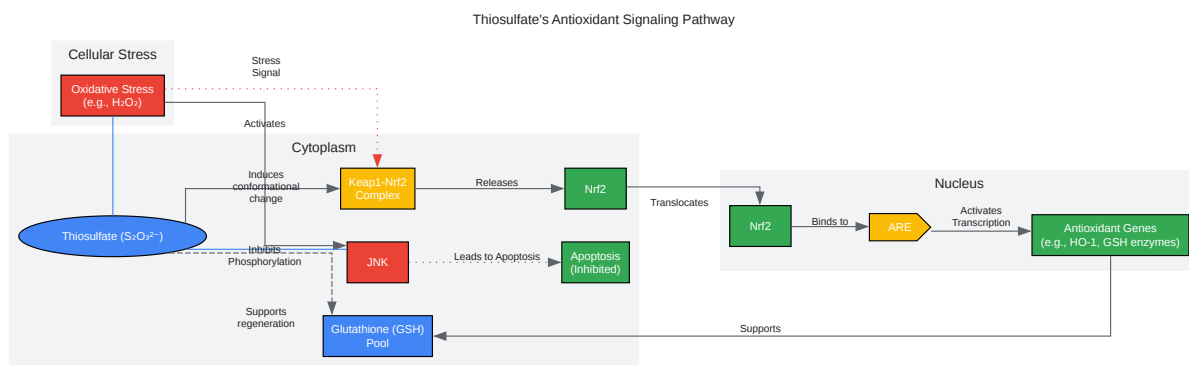 Thiosulfate's Antioxidant Signaling Pathway
Cellular Stress
Oxidative Stress
(e.g., H₂O₂)
Stress
Signal
Activates
Cytoplasm
Induces
conformational
change
Keap1-Nrf2
Complex
Releases
Nrf2
Translocates
Nucleus
Nrf2
Binds to
ARE
Activates
Transcription
Antioxidant Genes
(e.g., HO-1, GSH enzymes)
Thiosulfate (S₂O₃²⁻)
Inhibits
Phosphorylation
JNK
Leads to Apoptosis
Apoptosis
(Inhibited)
Supports
regeneration
Glutathione (GSH)
Pool
Supports